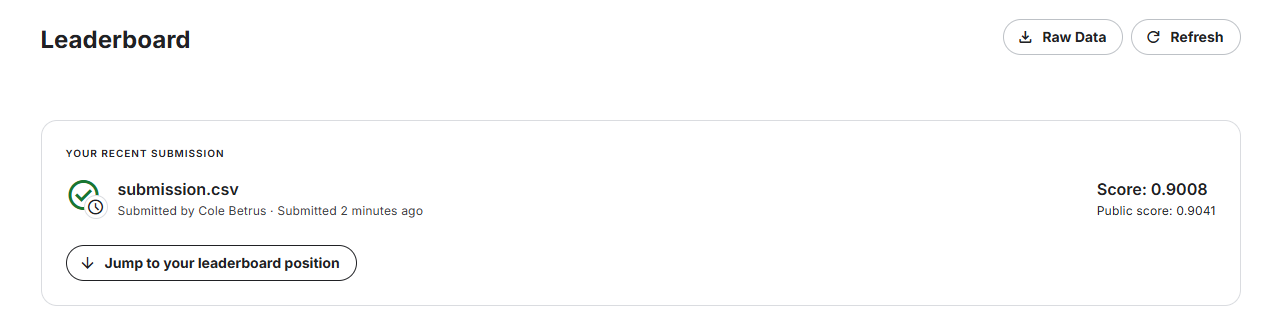 Leaderboard
Raw Data
Refresh
YOUR RECENT SUBMISSION
submission.csv
Score: 0.9008
Submitted by Cole Betrus · Submitted 2 minutes ago
Public score: 0.9041
Jump to your leaderboard position